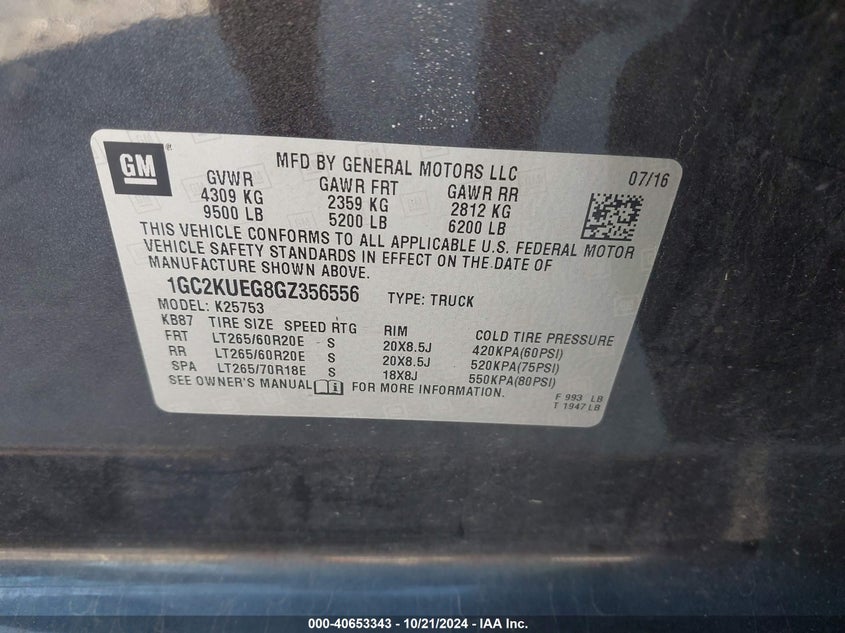 GM
MFD BY GENERAL MOTORS LLC
07/16
GVWR GAWR FRT GAWR RR
4309 KG 2359 KG 2812 KG
9500 LB 5200 LB 6200 LB
THIS VEHICLE CONFORMS TO ALL APPLICABLE U.S. FEDERAL MOTOR
VEHICLE SAFETY STANDARDS IN EFFECT ON THE DATE OF
MANUFACTURE SHOWN ABOVE.
1GC2KUEG8GZ356556 TYPE: TRUCK
MODEL: K25753
KB87 TIRE SIZE SPEED RTG RIM COLD TIRE PRESSURE
FRT LT265/60R20E S 20X8.5J 420KPA(60PSI)
RR LT265/60R20E S 20X8.5J 520KPA(75PSI)
SPA LT265/70R18E S 18X8J 550KPA(80PSI)
SEE OWNER'S MANUAL FOR MORE INFORMATION.
F 993 LB
T 1947 LB
000-40653343 / 10/21/2024 - IAA Inc.